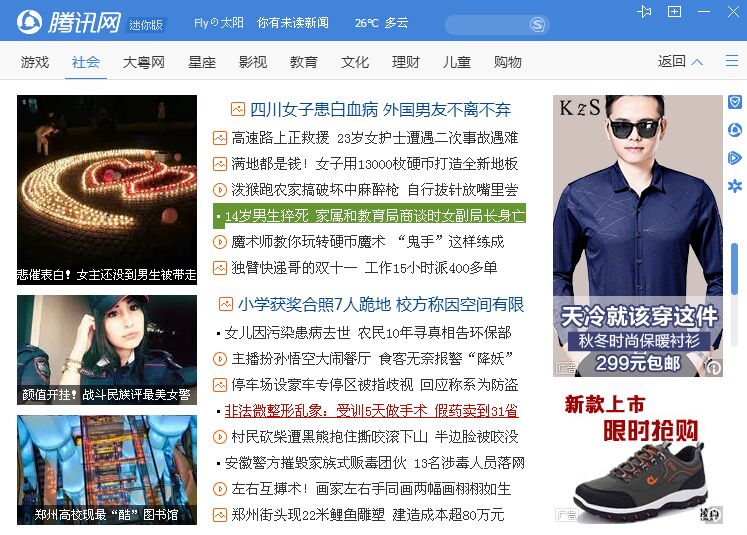 腾讯网 迷你版 Fly 太阳 你有未读新闻 26℃ 多云
游戏 社会 大粤网 星座 影视 教育 文化 理财 儿童 购物 返回
悲催表白！女主还没到男生被带走
颜值开挂！战斗民族评最美女警
郑州高校现最“酷”图书馆
四川女子患白血病 外国男友不离不弃
高速路上正救援 23岁女护士遭遇二次事故遇难
满地都是钱！女子用13000枚硬币打造全新地板
泼猴跑农家搞破坏中麻醉枪 自行拔针放嘴里尝
14岁男生猝死 家属和教育局商谈时女副局长身亡
魔术师教你玩转硬币魔术 “鬼手”这样练成
独臂快递哥的双十一 工作15小时派400多单
小学获奖合照7人跪地 校方称因空间有限
女儿因污染患病去世 农民10年寻真相告环保部
主播扮孙悟空大闹餐厅 食客无奈报警“降妖”
停车场设蒙车专停区被指歧视 回应称系为防盗
非法微整形乱象：受训5天做手术 假药卖到31省
村民砍柴遭黑熊抱住撕咬滚下山 半边脸被咬没
安徽警方摧毁家族式贩毒团伙 13名涉毒人员落网
左右互搏术！画家左右手同画两幅画栩栩如生
郑州街头现22米鲤鱼雕塑 建造成本超80万元
KzS
天冷就该穿这件
秋冬时尚保暖衬衫
299元包邮
广告
新款上市
限时抢购
广告